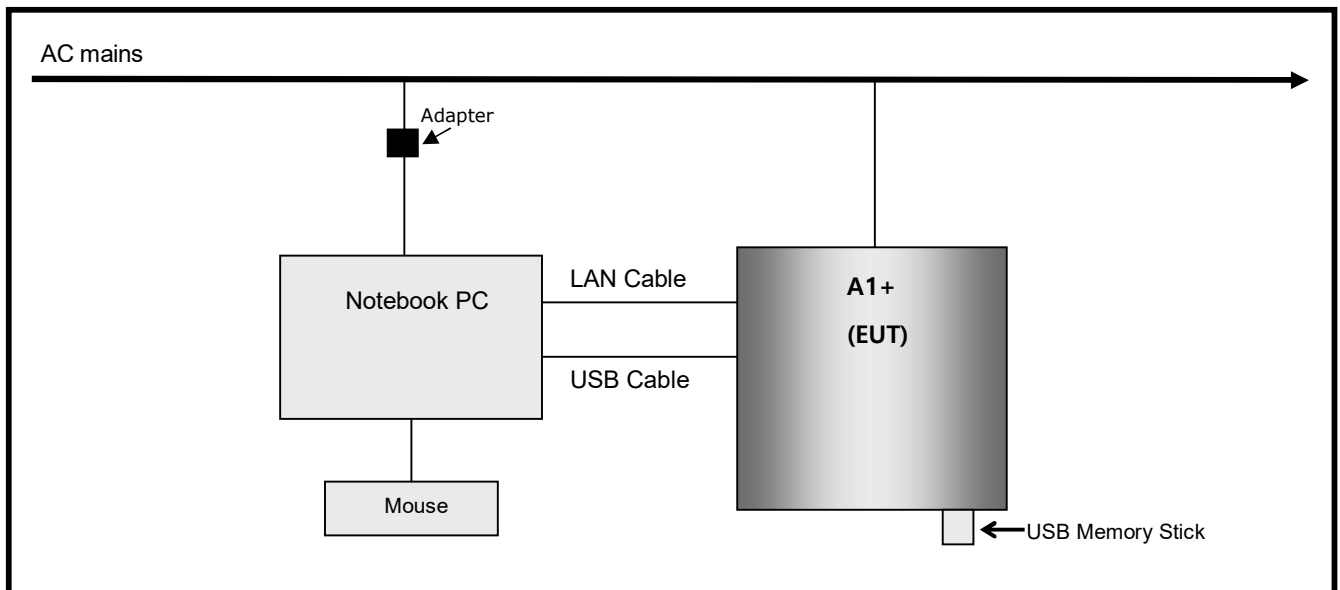 AC mains
Adapter
LAN Cable
A1+
Notebook PC
(EUT)
USB Cable
Mouse
USB Memory Stick